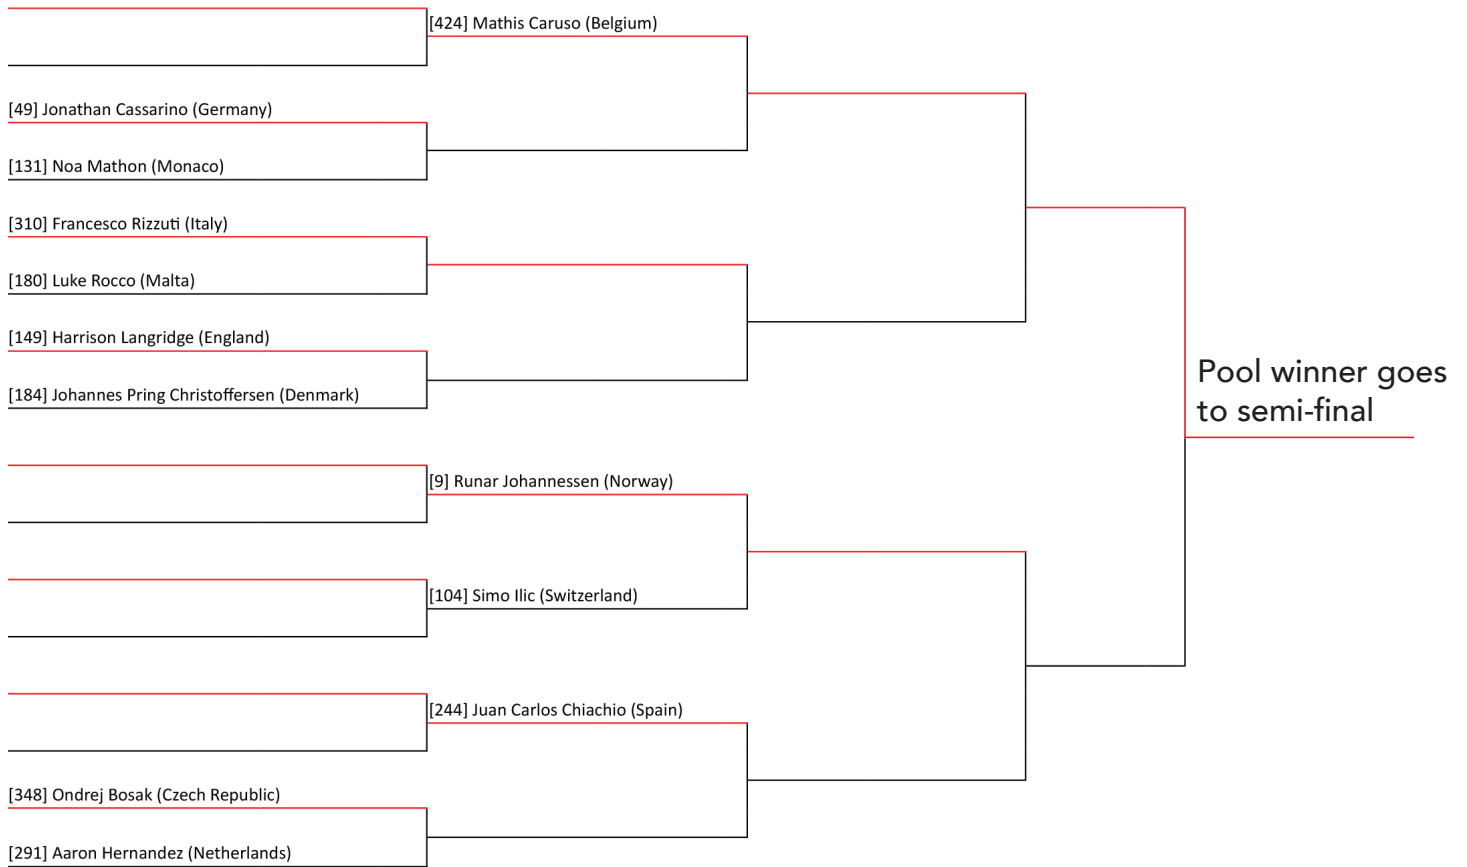 [424] Mathis Caruso (Belgium)
[49] Jonathan Cassarino (Germany)
[131] Noa Mathon (Monaco)
[310] Francesco Rizzuti (Italy)
[180] Luke Rocco (Malta)
[149] Harrison Langridge (England)
[184] Johannes Pring Christoffersen (Denmark)
Pool winner goes
to semi-final
[9] Runar Johannessen (Norway)
[104] Simo Ilic (Switzerland)
[244] Juan Carlos Chiachio (Spain)
[348] Ondrej Bosak (Czech Republic)
[291] Aaron Hernandez (Netherlands)